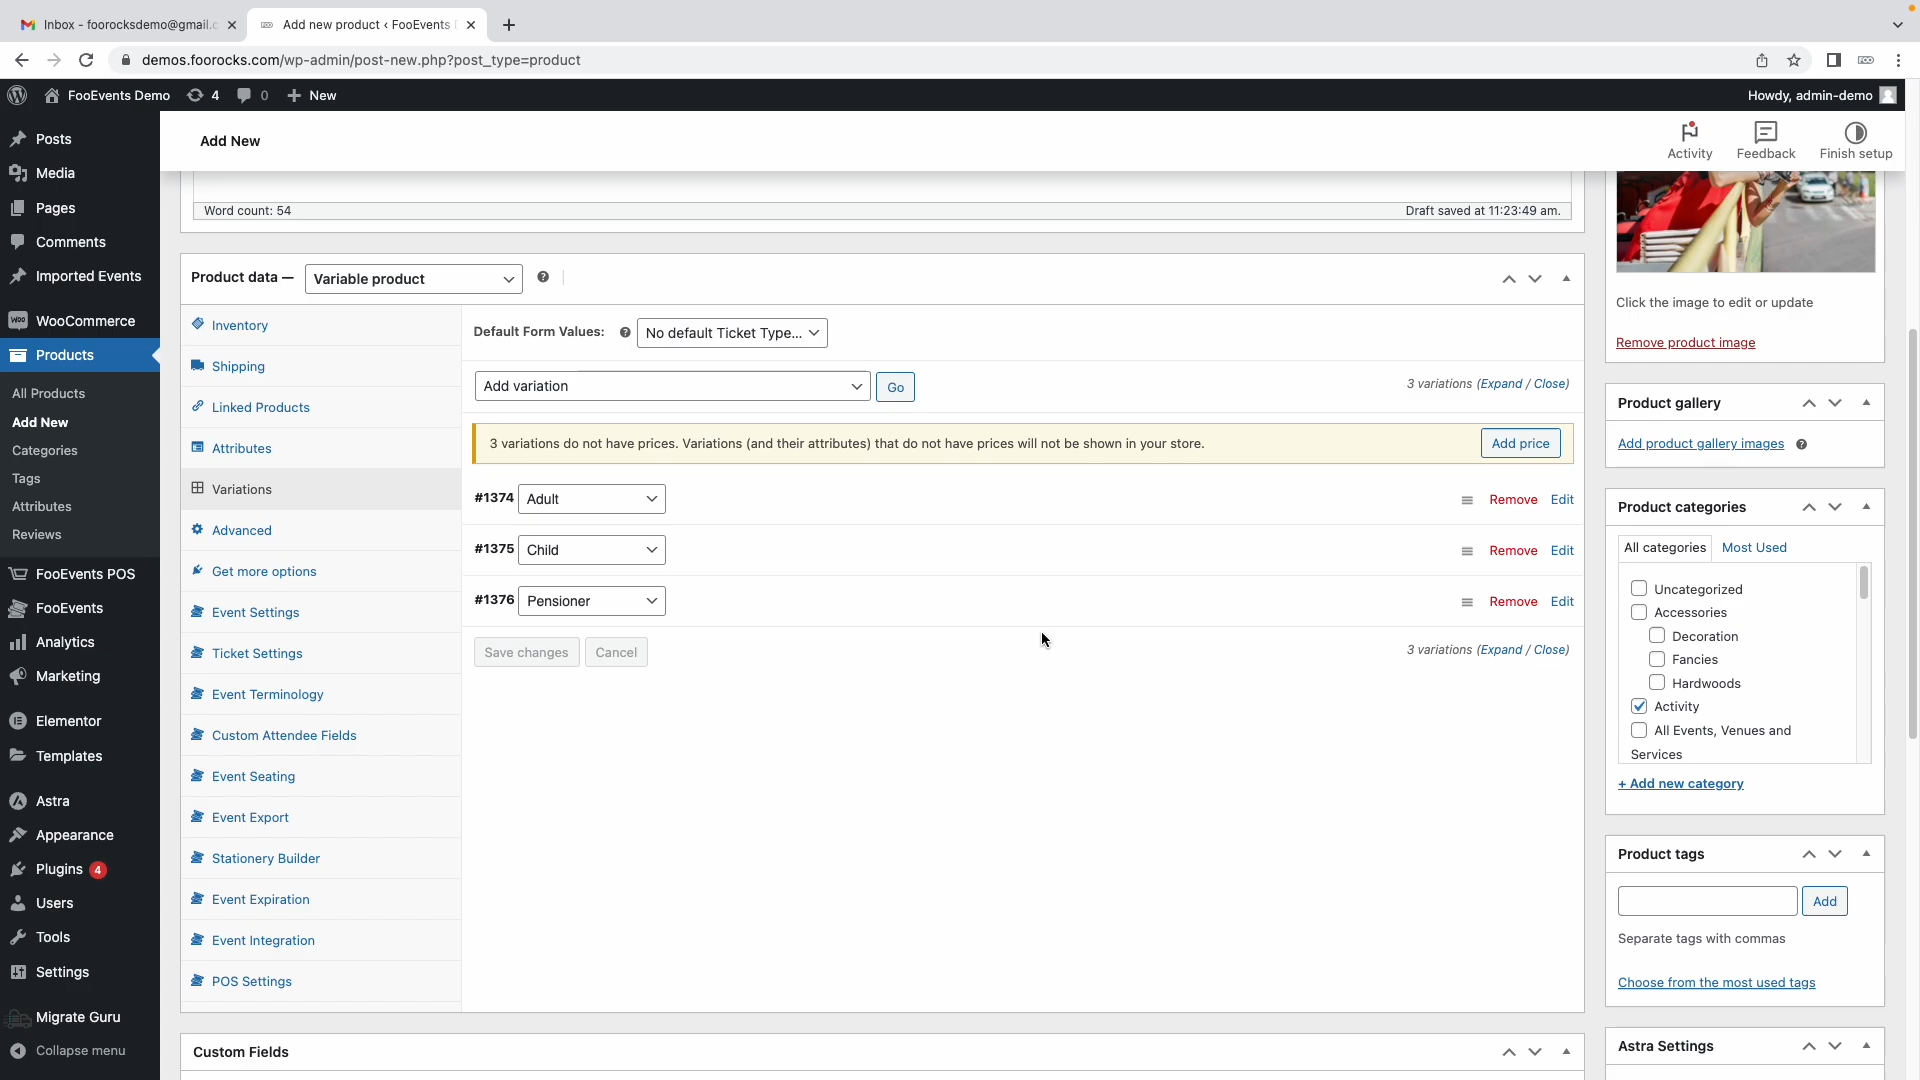 Inbox - foorocksdemo@gmail.c
Add new product ‹ FooEvents
demos.foorocks.com/wp-admin/post-new.php?post_type=product
FooEvents Demo
4
0
New
Howdy, admin-demo
Add New
Activity
Feedback
Finish setup
Posts
Media
Pages
Comments
Imported Events
WooCommerce
Products
All Products
Add New
Categories
Tags
Attributes
Reviews
FooEvents POS
FooEvents
Analytics
Marketing
Elementor
Templates
Astra
Appearance
Plugins 4
Users
Tools
Settings
Migrate Guru
Collapse menu
Word count: 54
Draft saved at 11:23:49 am.
Product data — Variable product
Inventory
Shipping
Linked Products
Attributes
Variations
Advanced
Get more options
Event Settings
Ticket Settings
Event Terminology
Custom Attendee Fields
Event Seating
Event Export
Stationery Builder
Event Expiration
Event Integration
POS Settings
Default Form Values: No default Ticket Type...
Add variation
Go
3 variations (Expand / Close)
3 variations do not have prices. Variations (and their attributes) that do not have prices will not be shown in your store.
Add price
#1374 Adult Remove Edit
#1375 Child Remove Edit
#1376 Pensioner Remove Edit
Save changes
Cancel
3 variations (Expand / Close)
Custom Fields
Click the image to edit or update
Remove product image
Product gallery
Add product gallery images
Product categories
All categories
Most Used
Uncategorized
Accessories
Decoration
Fancies
Hardwoods
Activity
All Events, Venues and
Services
+ Add new category
Product tags
Add
Separate tags with commas
Choose from the most used tags
Astra Settings